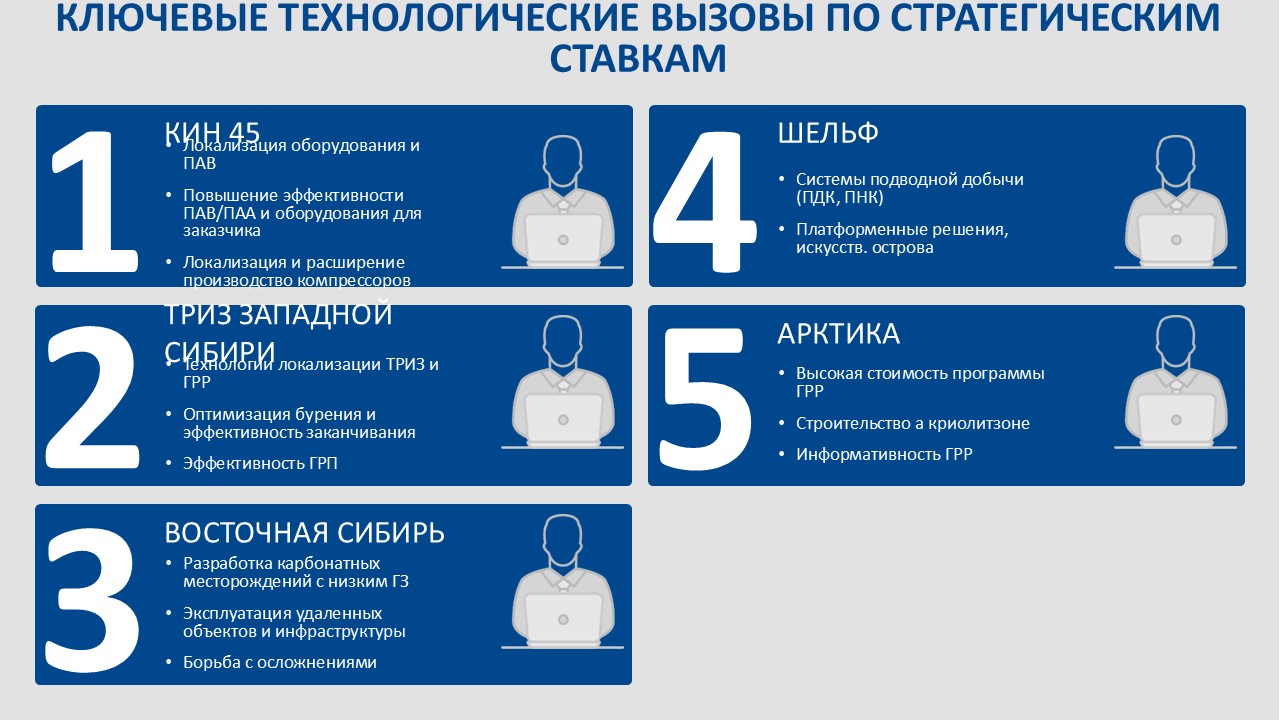 КЛЮЧЕВЫЕ ТЕХНОЛОГИЧЕСКИЕ ВЫЗОВЫ ПО СТРАТЕГИЧЕСКИМ
СТАВКАМ
1
КИН 45
• Локализация оборудования и
ПАВ
• Повышение эффективности
ПАВ/ПАА и оборудования для
заказчика
• Локализация и расширение
производство компрессоров
2
ТРИЗ ЗАПАДНОЙ
СИБИРИ
• Технологии локализации ТРИЗ и
ГРР
• Оптимизация бурения и
эффективность заканчивания
• Эффективность ГРП
3
ВОСТОЧНАЯ СИБИРЬ
• Разработка карбонатных
месторождений с низким ГЗ
• Эксплуатация удаленных
объектов и инфраструктуры
• Борьба с осложнениями
4
ШЕЛЬФ
• Системы подводной добычи
(ПДК, ПНК)
• Платформенные решения,
искусств. острова
5
АРКТИКА
• Высокая стоимость программы
ГРР
• Строительство а криолитзоне
• Информативность ГРР